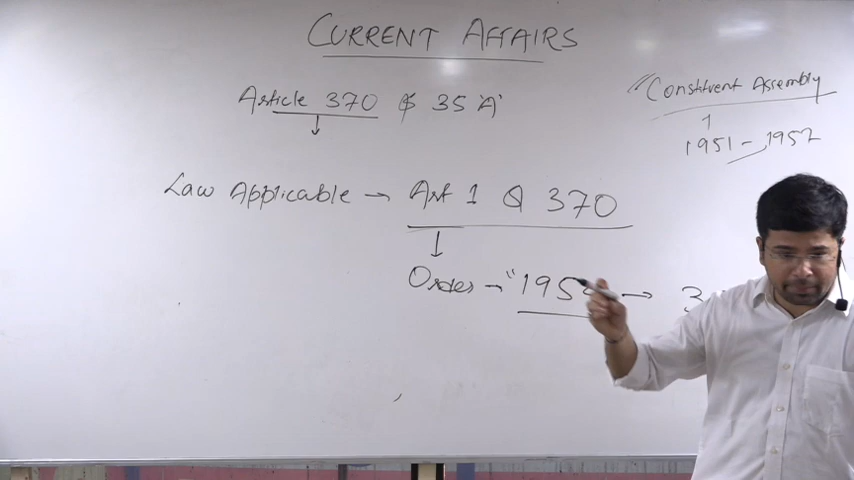 CURRENT AFFAIRS
Article 370 & 35 'A'
"Constituent Assembly
1951 - 1952
Law Applicable → Art 1 & 370
↓
Order → "195